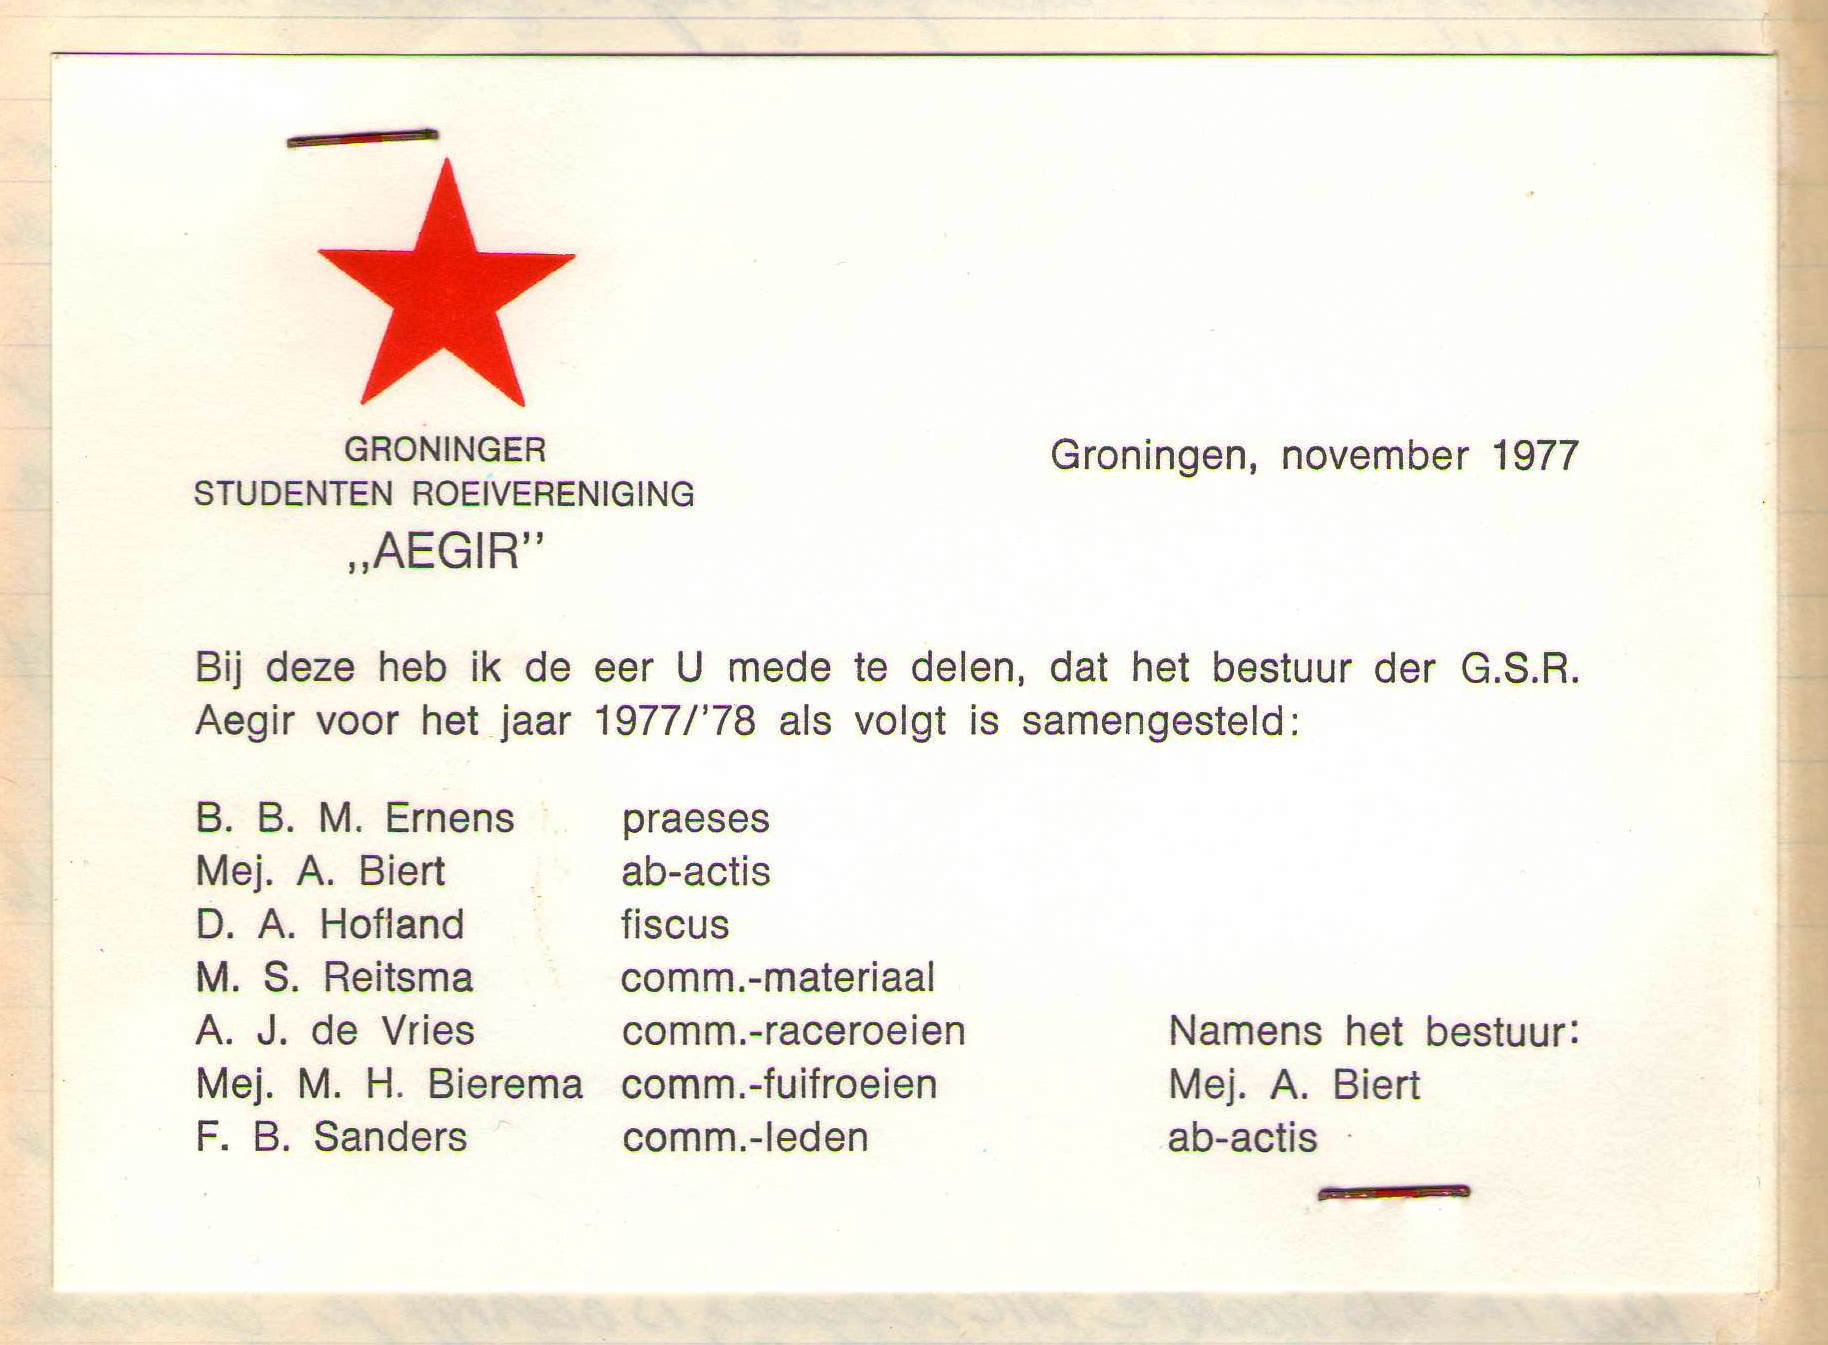 GRONINGER
STUDENTEN ROEIVERENIGING
„AEGIR”
Groningen, november 1977
Bij deze heb ik de eer U mede te delen, dat het bestuur der G.S.R.
Aegir voor het jaar 1977/'78 als volgt is samengesteld:
B. B. M. Ernens praeses
Mej. A. Biert ab-actis
D. A. Hofland fiscus
M. S. Reitsma comm.-materiaal
A. J. de Vries comm.-raceroeien
Mej. M. H. Bierema comm.-fuifroeien
F. B. Sanders comm.-leden
Namens het bestuur:
Mej. A. Biert
ab-actis